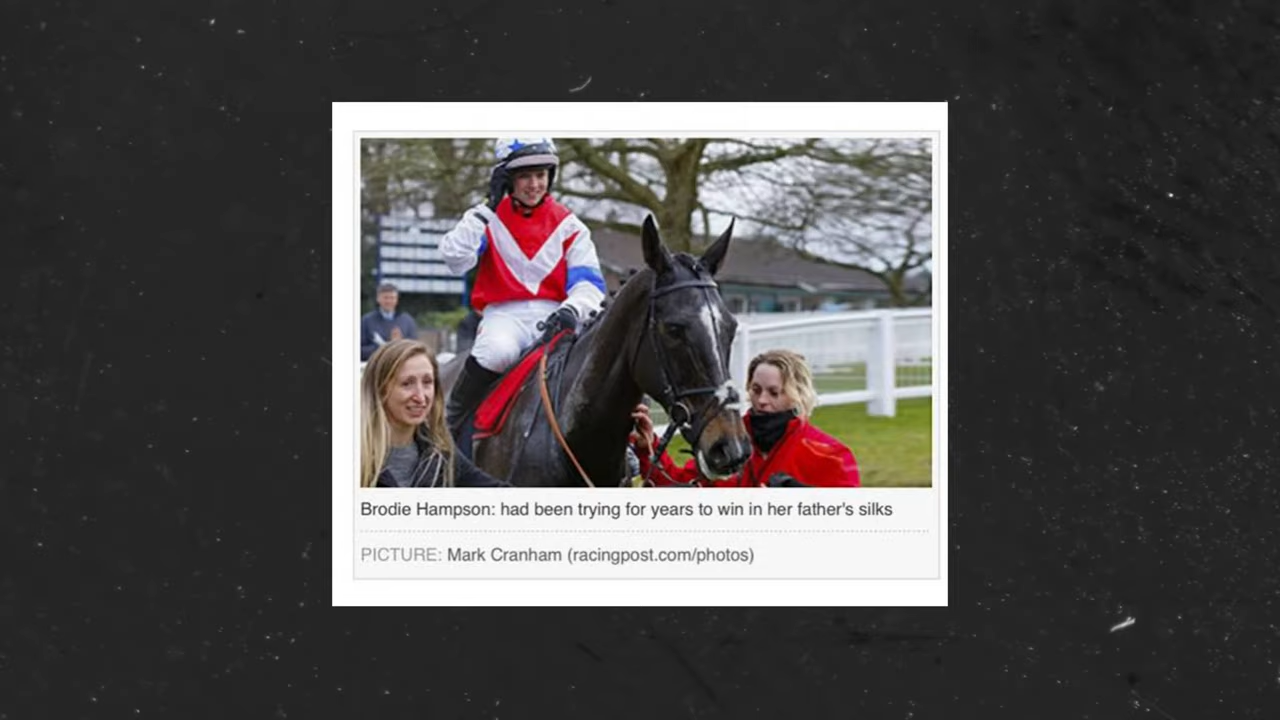 Brodie Hampson: had been trying for years to win in her father's silks
PICTURE: Mark Cranham (racingpost.com/photos)